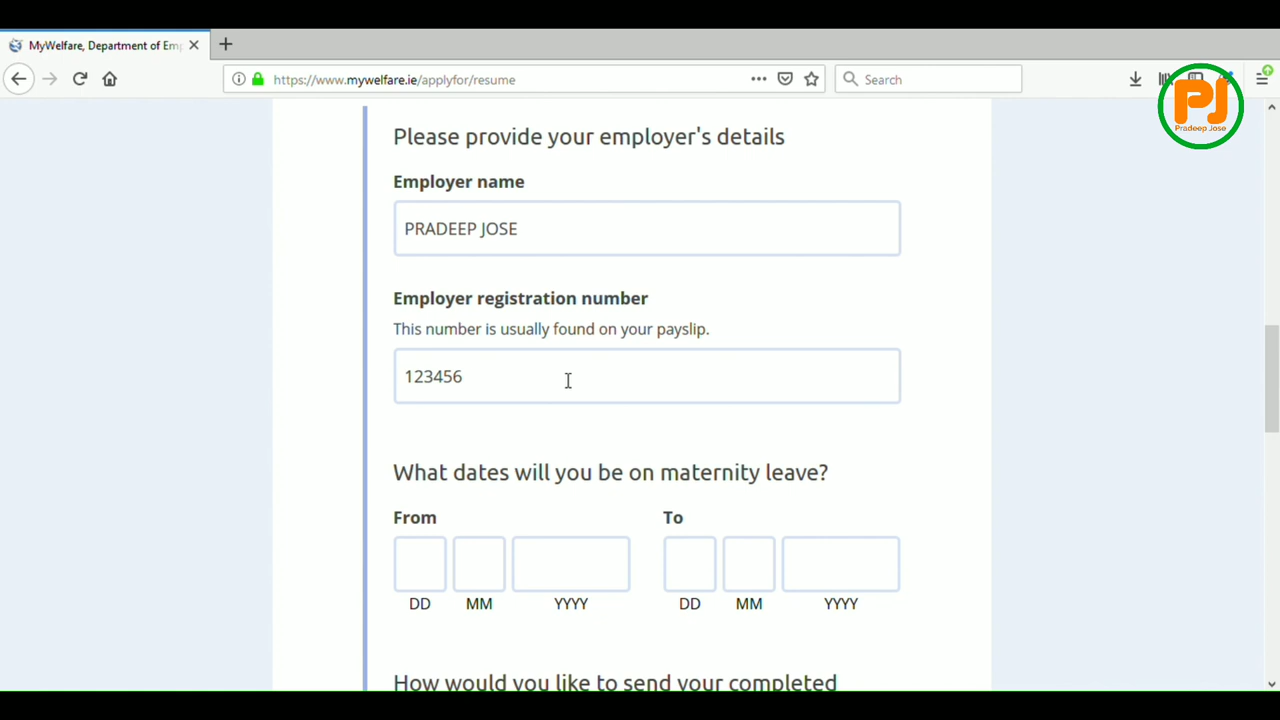 MyWelfare, Department of Em
https://www.mywelfare.ie/applyfor/resume
Search
PJ
Pradeep Jose
Please provide your employer's details
Employer name
PRADEEP JOSE
Employer registration number
This number is usually found on your payslip.
123456
What dates will you be on maternity leave?
From To
DD MM YYYY DD MM YYYY
How would you like to send your completed